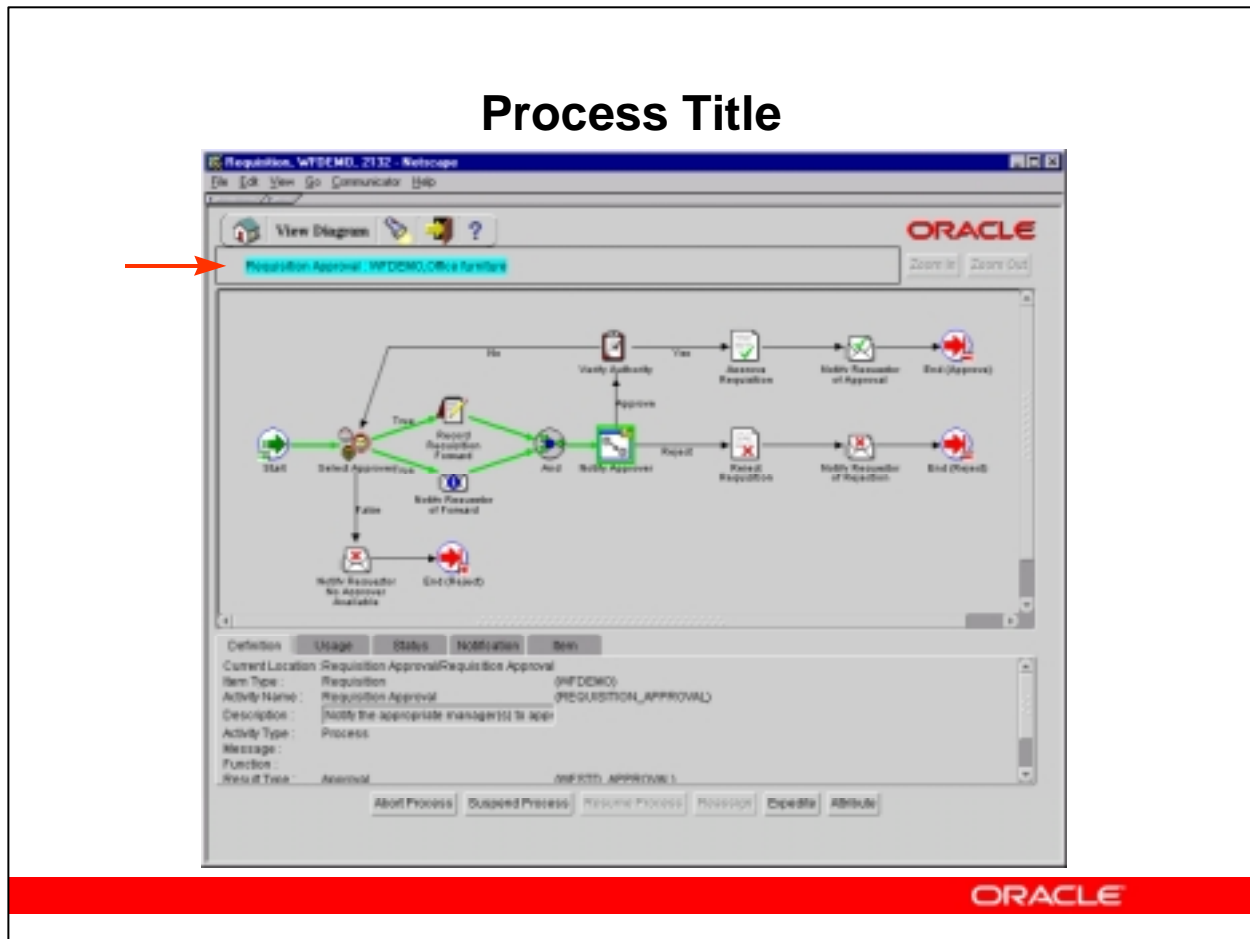 Process Title
Requisition, WFDEMO, 2132 - Netscape
File Edit View Go Communicator Help
View Diagram ?
ORACLE
Requisition Approval : WFDEMO,Office furniture
Zoom In Zoom Out
No
Verify Authority
Yes
Approve
Requisition
Notify Requestor
of Approval
End (Approve)
Approve
True
Record
Requisition
Forward
Start
Select Approver
And
Notify Approver
Reject
Reject
Requisition
Notify Requestor
of Rejection
End (Reject)
Notify Requestor
of Forward
False
Notify Requestor
No Approver
Available
End (Reject)
Definition Usage Status Notification Item
Current Location :Requisition Approval/Requisition Approval
Item Type : Requisition (WFDEMO)
Activity Name : Requisition Approval (REQUISITION_APPROVAL)
Description : Notify the appropriate manager(s) to appr
Activity Type : Process
Message :
Function :
Result Type : Approval (WFSTD_APPROVAL)
Abort Process Suspend Process Resume Process Reassign Expedite Attribute
ORACLE